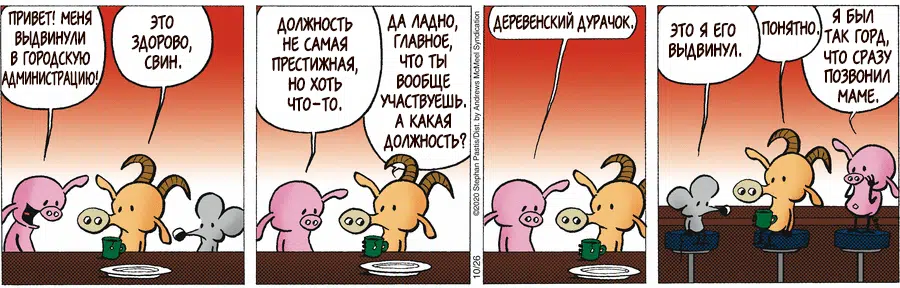 ПРИВЕТ! МЕНЯ
ВЫДВИНУЛИ
В ГОРОДСКУЮ
АДМИНИСТРАЦИЮ!
ЭТО
ЗДОРОВО,
СВИН.
ДОЛЖНОСТЬ
НЕ САМАЯ
ПРЕСТИЖНАЯ,
НО ХОТЬ
ЧТО-ТО.
ДА ЛАДНО,
ГЛАВНОЕ,
ЧТО ТЫ
ВООБЩЕ
УЧАСТВУЕШЬ.
А КАКАЯ
ДОЛЖНОСТЬ?
©2020 Stephan Pastis/Dist. by Andrews McMeel Syndication
10/26
ДЕРЕВЕНСКИЙ ДУРАЧОК.
ЭТО Я ЕГО
ВЫДВИНУЛ.
ПОНЯТНО.
Я БЫЛ
ТАК ГОРД,
ЧТО СРАЗУ
ПОЗВОНИЛ
МАМЕ.